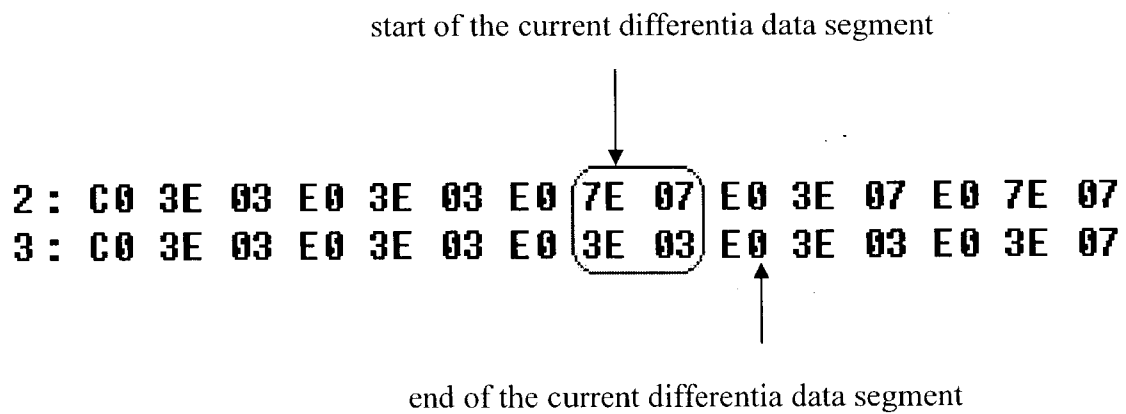 start of the current differentia data segment
2: C0 3E 03 E0 3E 03 E0 7E 07 E0 3E 07 E0 7E 07
3: C0 3E 03 E0 3E 03 E0 3E 03 E0 3E 03 E0 3E 07
end of the current differentia data segment